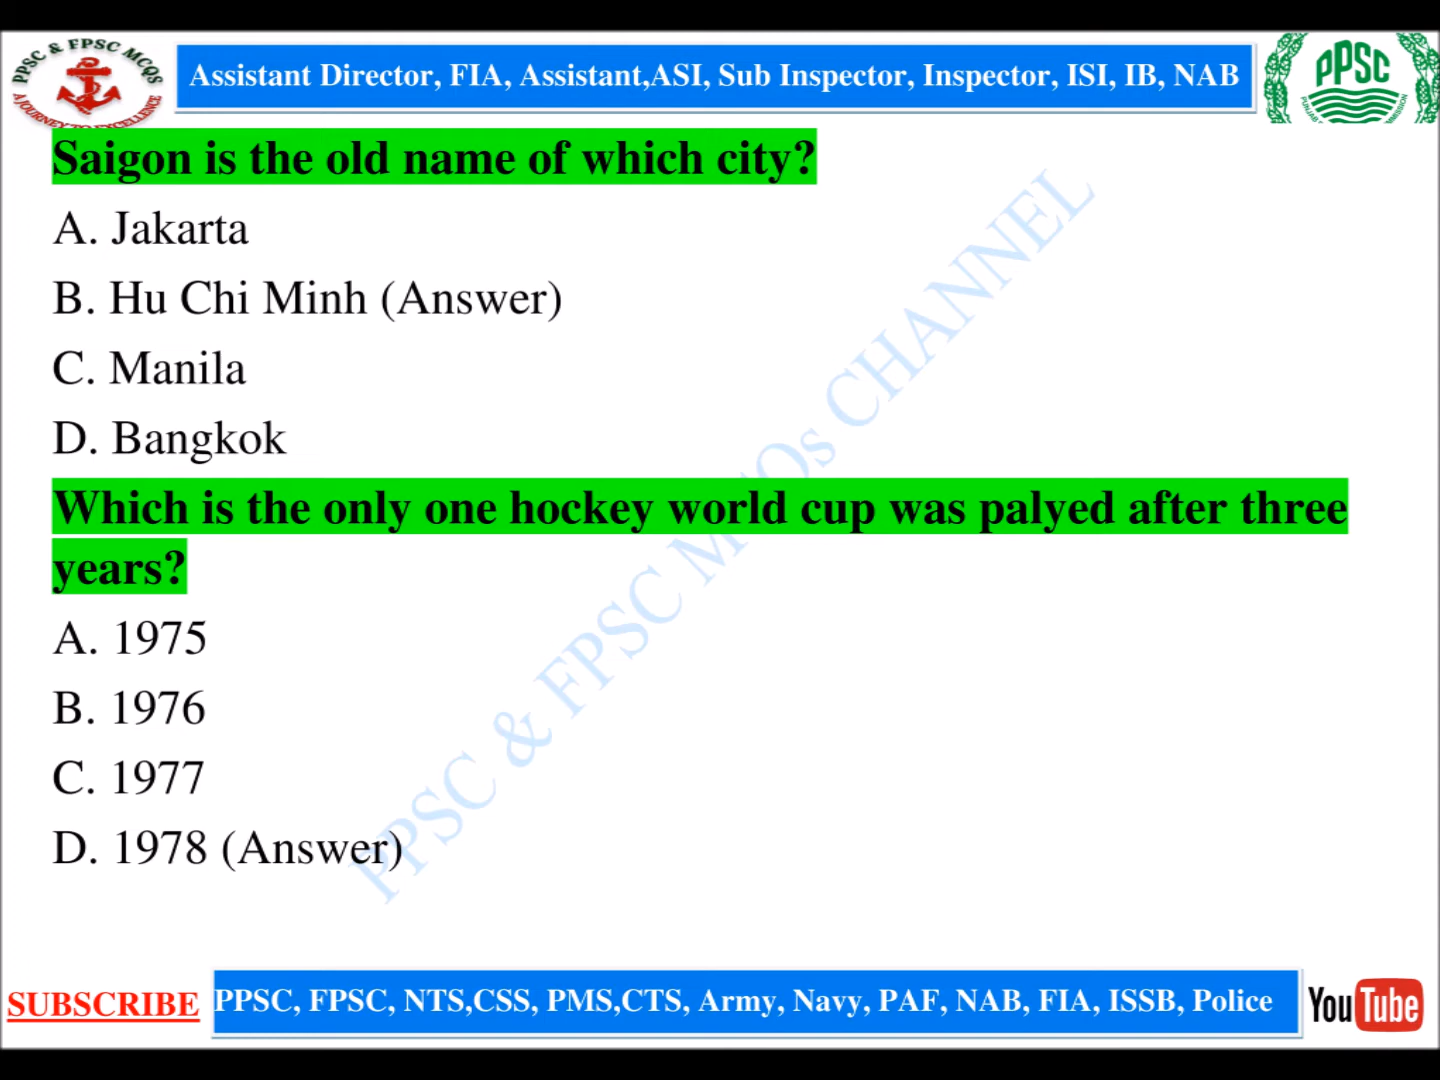 PPSC & FPSC MCQS
A JOURNEY TO EXCELLENCE
Assistant Director, FIA, Assistant,ASI, Sub Inspector, Inspector, ISI, IB, NAB
PPSC
Saigon is the old name of which city?
A. Jakarta
B. Hu Chi Minh (Answer)
C. Manila
D. Bangkok
Which is the only one hockey world cup was palyed after three
years?
A. 1975
B. 1976
C. 1977
D. 1978 (Answer)
PPSC & FPSC MCQs CHANNEL
SUBSCRIBE
PPSC, FPSC, NTS,CSS, PMS,CTS, Army, Navy, PAF, NAB, FIA, ISSB, Police
YouTube